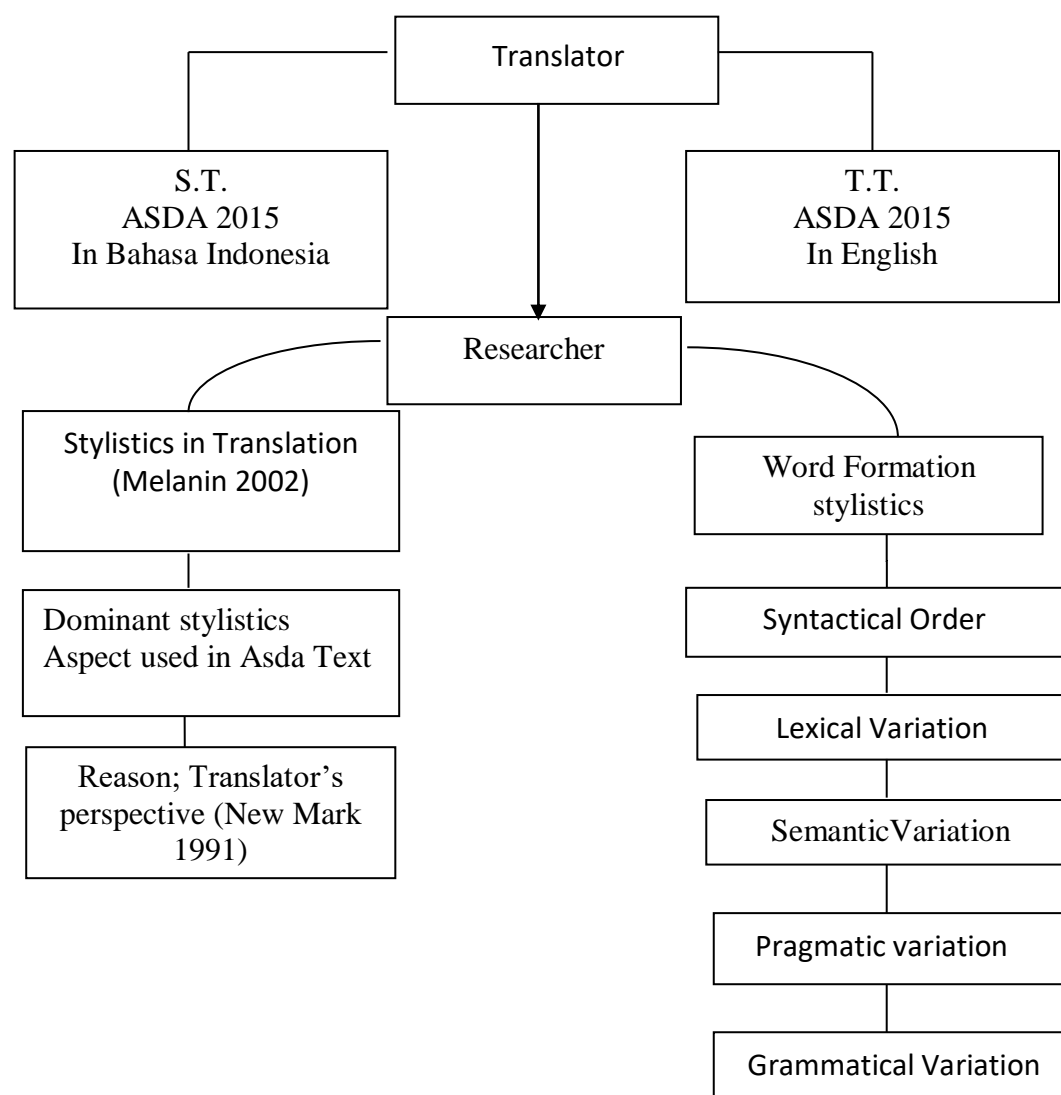 Translator
S.T.
ASDA 2015
In Bahasa Indonesia
T.T.
ASDA 2015
In English
Researcher
Stylistics in Translation
(Melanin 2002)
Dominant stylistics
Aspect used in Asda Text
Reason; Translator's
perspective (New Mark
1991)
Word Formation
stylistics
Syntactical Order
Lexical Variation
SemanticVariation
Pragmatic variation
Grammatical Variation